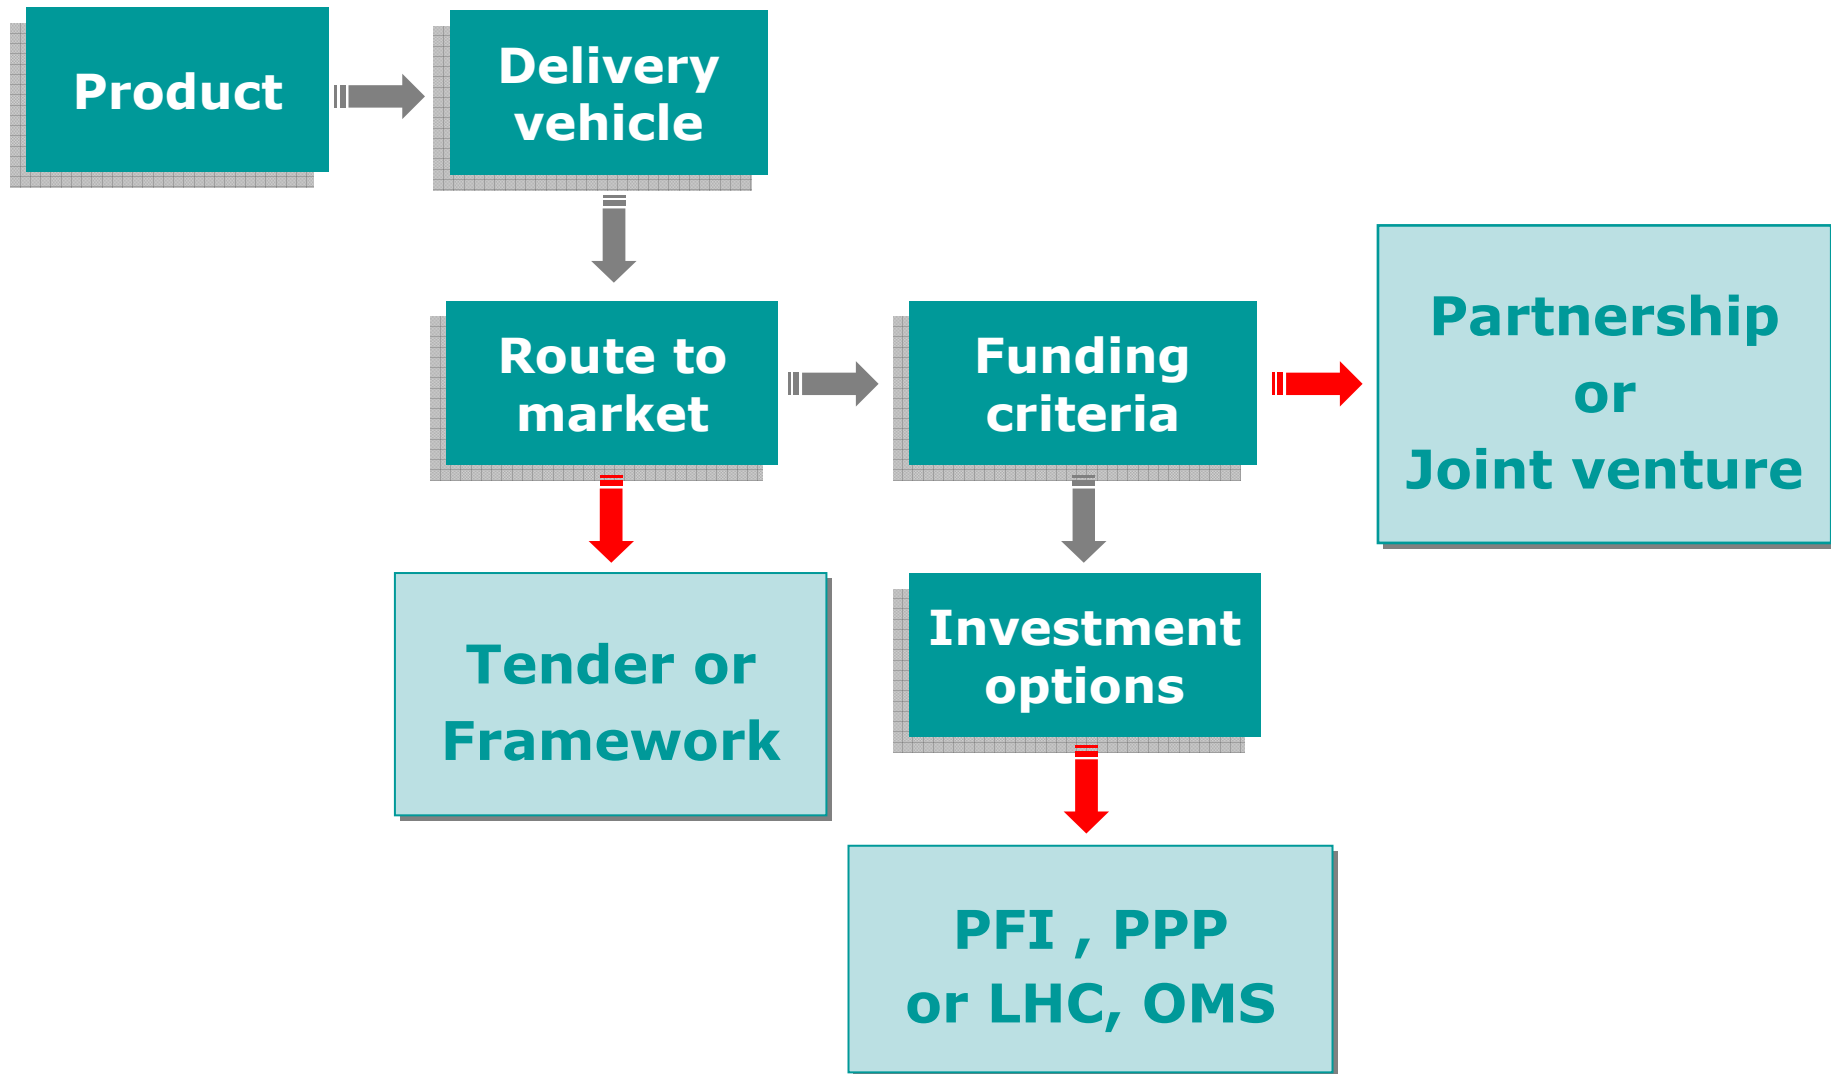 Product
Delivery
vehicle
Route to
market
Funding
criteria
Partnership
or
Joint venture
Tender or
Framework
Investment
options
PFI , PPP
or LHC, OMS